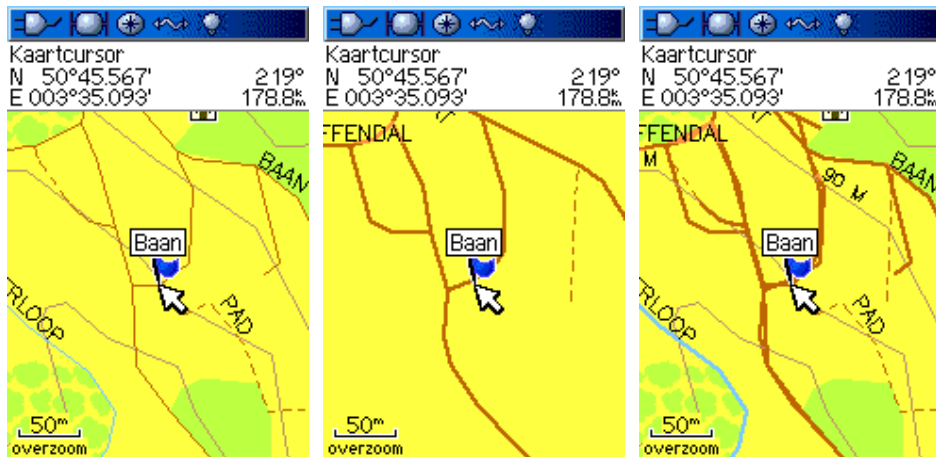 Kaartcursor
N 50°45.567' 219°
E 003°35.093' 178.8km
BAAN
Baan
ERLOOP
PAD
50m
overzoom
Kaartcursor
N 50°45.567' 219°
E 003°35.093' 178.8km
FFENDAL
Baan
50m
overzoom
Kaartcursor
N 50°45.567' 219°
E 003°35.093' 178.8km
FFENDAL
M
BAAN
90 M
Baan
ERLOOP
PAD
50m
overzoom